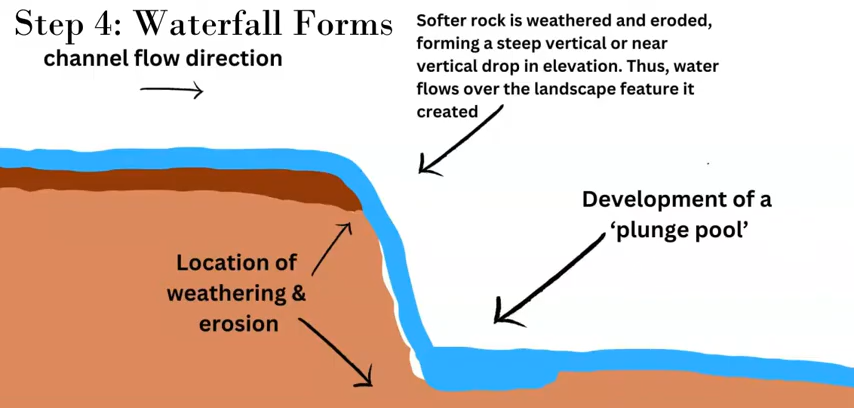 Step 4: Waterfall Forms
channel flow direction
Softer rock is weathered and eroded,
forming a steep vertical or near
vertical drop in elevation. Thus, water
flows over the landscape feature it
created
Development of a
‘plunge pool’
Location of
weathering &
erosion